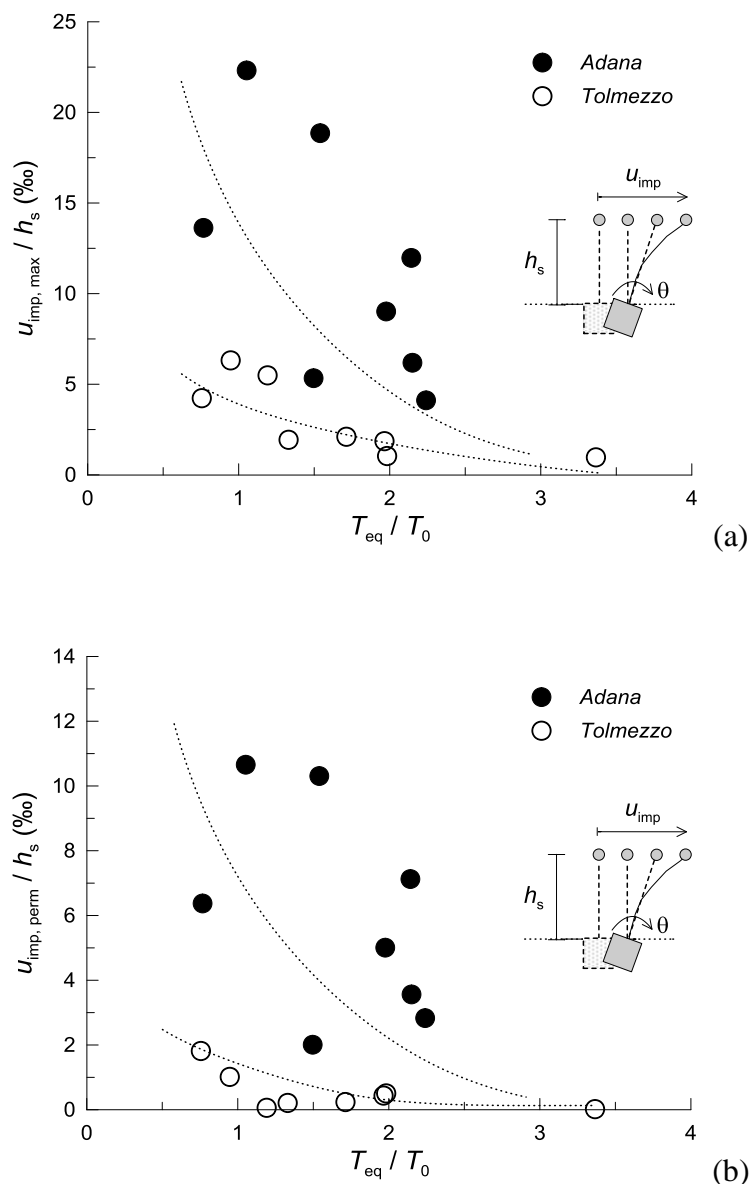 25
20
15
10
5
0
u_imp, max / h_s (‰)
Adana
Tolmezzo
u_imp
h_s
θ
0 1 2 3 4
T_eq / T_0
(a)
14
12
10
8
6
4
2
0
u_imp, perm / h_s (‰)
Adana
Tolmezzo
u_imp
h_s
θ
0 1 2 3 4
T_eq / T_0
(b)